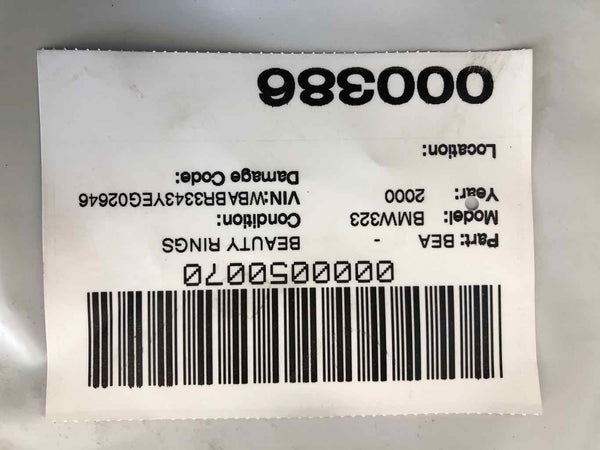 0000050070
Part: BEA - BEAUTY RINGS
Model: BMW323 Condition:
Year: 2000 VIN:WBABR3343YEG02646
Damage Code:
Location:
000386